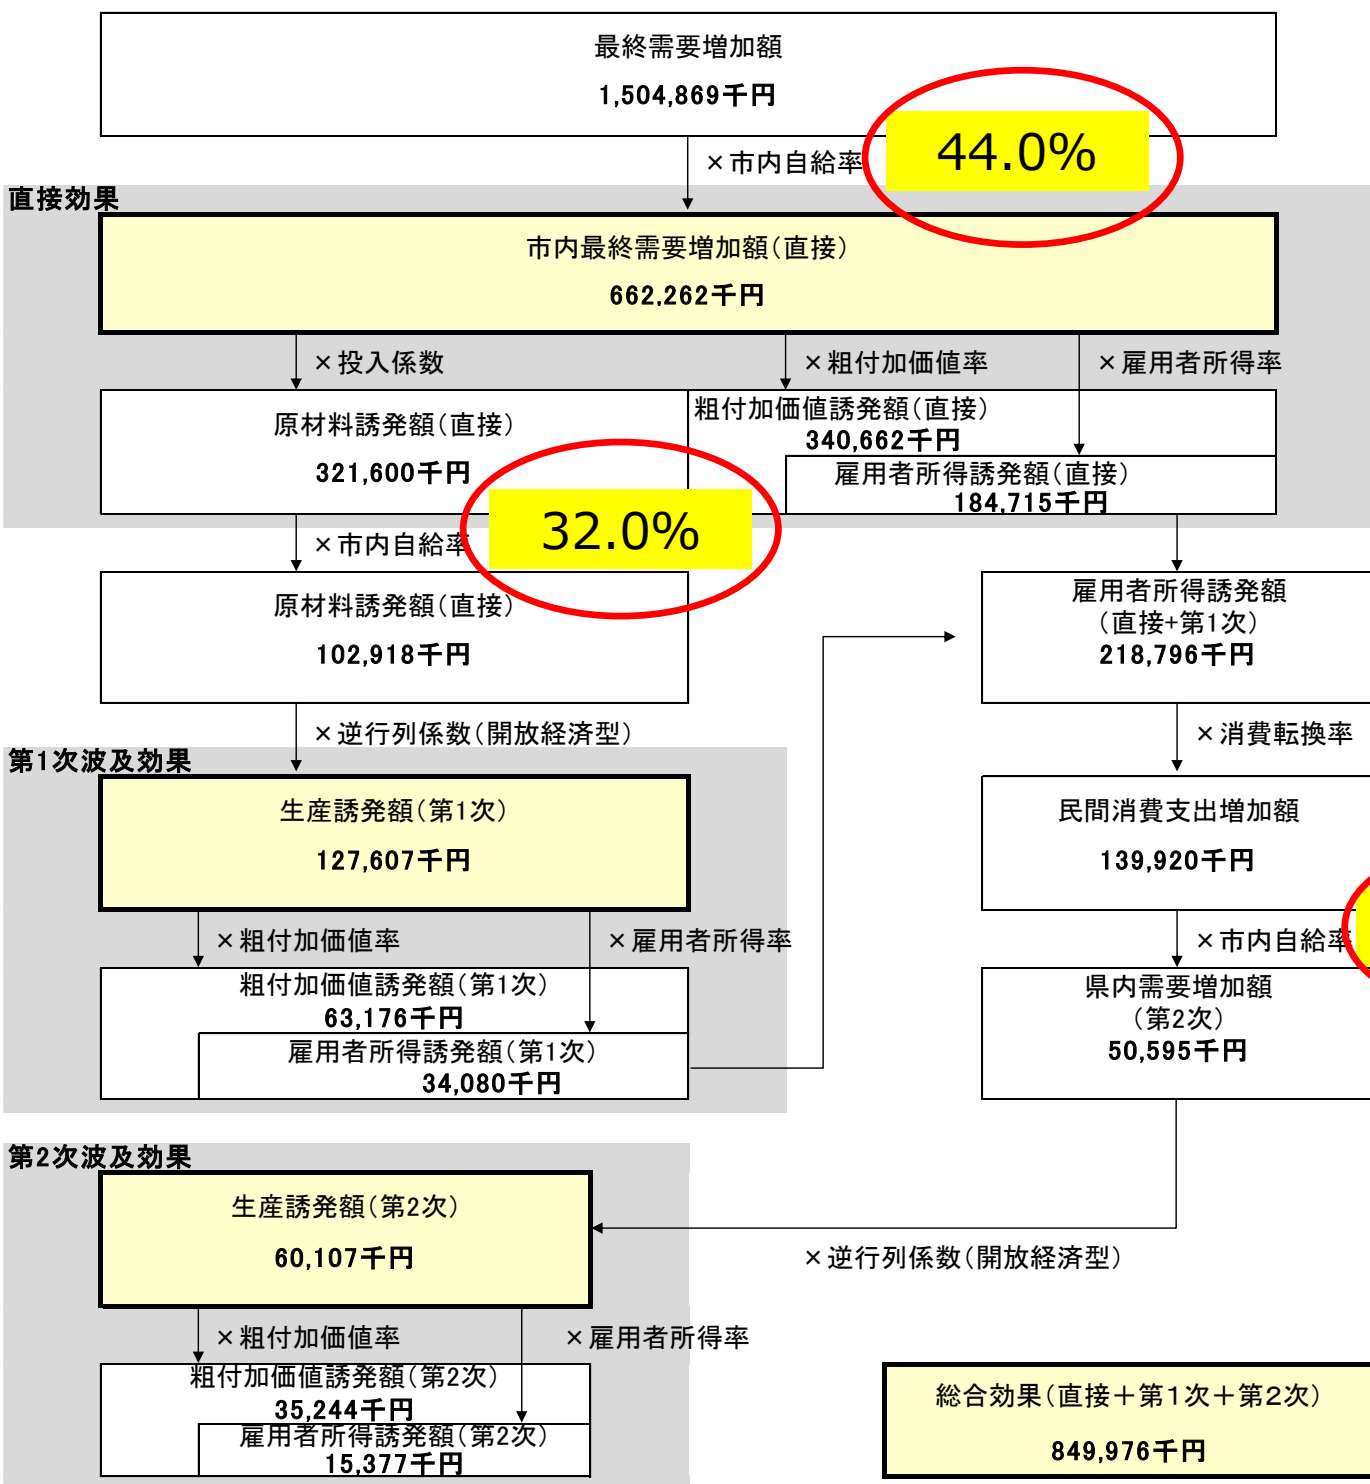 最終需要増加額
1,504,869千円
×市内自給率
44.0%
直接効果
市内最終需要増加額(直接)
662,262千円
×投入係数
×粗付加価値率
×雇用者所得率
原材料誘発額(直接)
321,600千円
粗付加価値誘発額(直接)
340,662千円
雇用者所得誘発額(直接)
184,715千円
×市内自給率
32.0%
原材料誘発額(直接)
102,918千円
雇用者所得誘発額
(直接+第1次)
218,796千円
×逆行列係数(開放経済型)
×消費転換率
第1次波及効果
生産誘発額(第1次)
127,607千円
民間消費支出増加額
139,920千円
×粗付加価値率
×雇用者所得率
×市内自給率
粗付加価値誘発額(第1次)
63,176千円
雇用者所得誘発額(第1次)
34,080千円
県内需要増加額
(第2次)
50,595千円
第2次波及効果
生産誘発額(第2次)
60,107千円
×逆行列係数(開放経済型)
×粗付加価値率
×雇用者所得率
粗付加価値誘発額(第2次)
35,244千円
雇用者所得誘発額(第2次)
15,377千円
総合効果(直接+第1次+第2次)
849,976千円